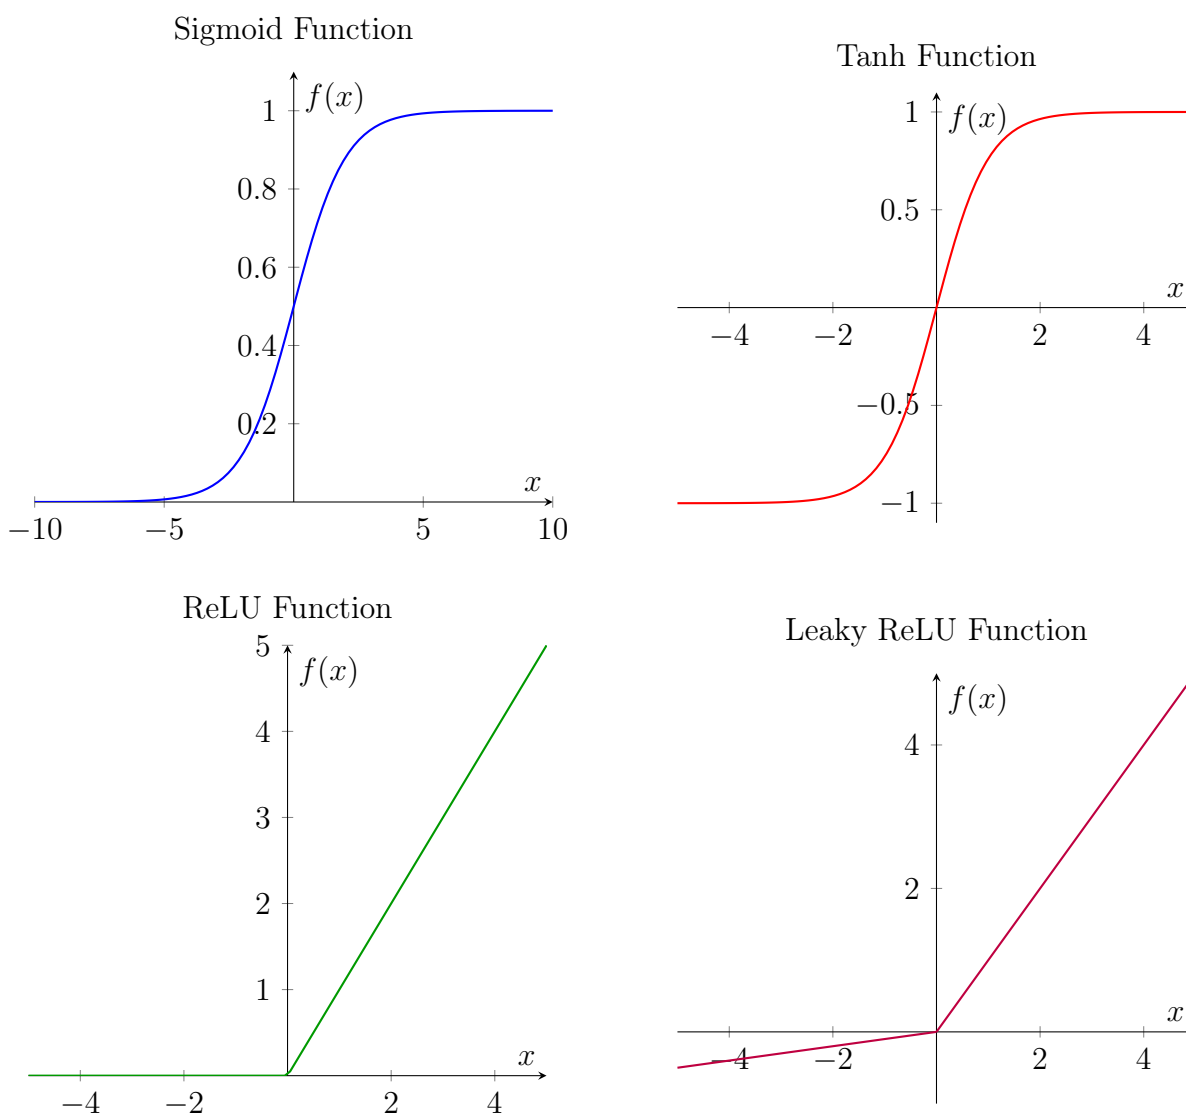 Sigmoid Function
f(x)
1
0.8
0.6
0.4
0.2
x
−10 −5 5 10
Tanh Function
1 f(x)
0.5
x
−4 −2 2 4
−0.5
−1
ReLU Function
5
f(x)
4
3
2
1
x
−4 −2 2 4
Leaky ReLU Function
f(x)
4
2
x
−4 −2 2 4